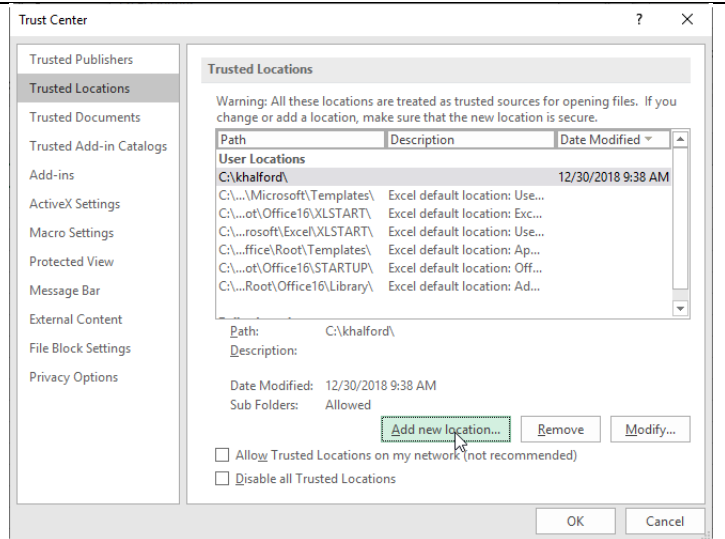 Trust Center
Trusted Publishers
Trusted Locations
Trusted Documents
Trusted Add-in Catalogs
Add-ins
ActiveX Settings
Macro Settings
Protected View
Message Bar
External Content
File Block Settings
Privacy Options
Trusted Locations
Warning: All these locations are treated as trusted sources for opening files. If you
change or add a location, make sure that the new location is secure.
Path Description Date Modified
User Locations
C:\khalford\ 12/30/2018 9:38 AM
C:\...\Microsoft\Templates\ Excel default location: Use...
C:\...ot\Office16\XLSTART\ Excel default location: Exc...
C:\...rosoft\Excel\XLSTART\ Excel default location: Use...
C:\...ffice\Root\Templates\ Excel default location: Ap...
C:\...ot\Office16\STARTUP\ Excel default location: Off...
C:\...Root\Office16\Library\ Excel default location: Ad...
Path: C:\khalford\
Description:
Date Modified: 12/30/2018 9:38 AM
Sub Folders: Allowed
Add new location... Remove Modify...
Allow Trusted Locations on my network (not recommended)
Disable all Trusted Locations
OK Cancel